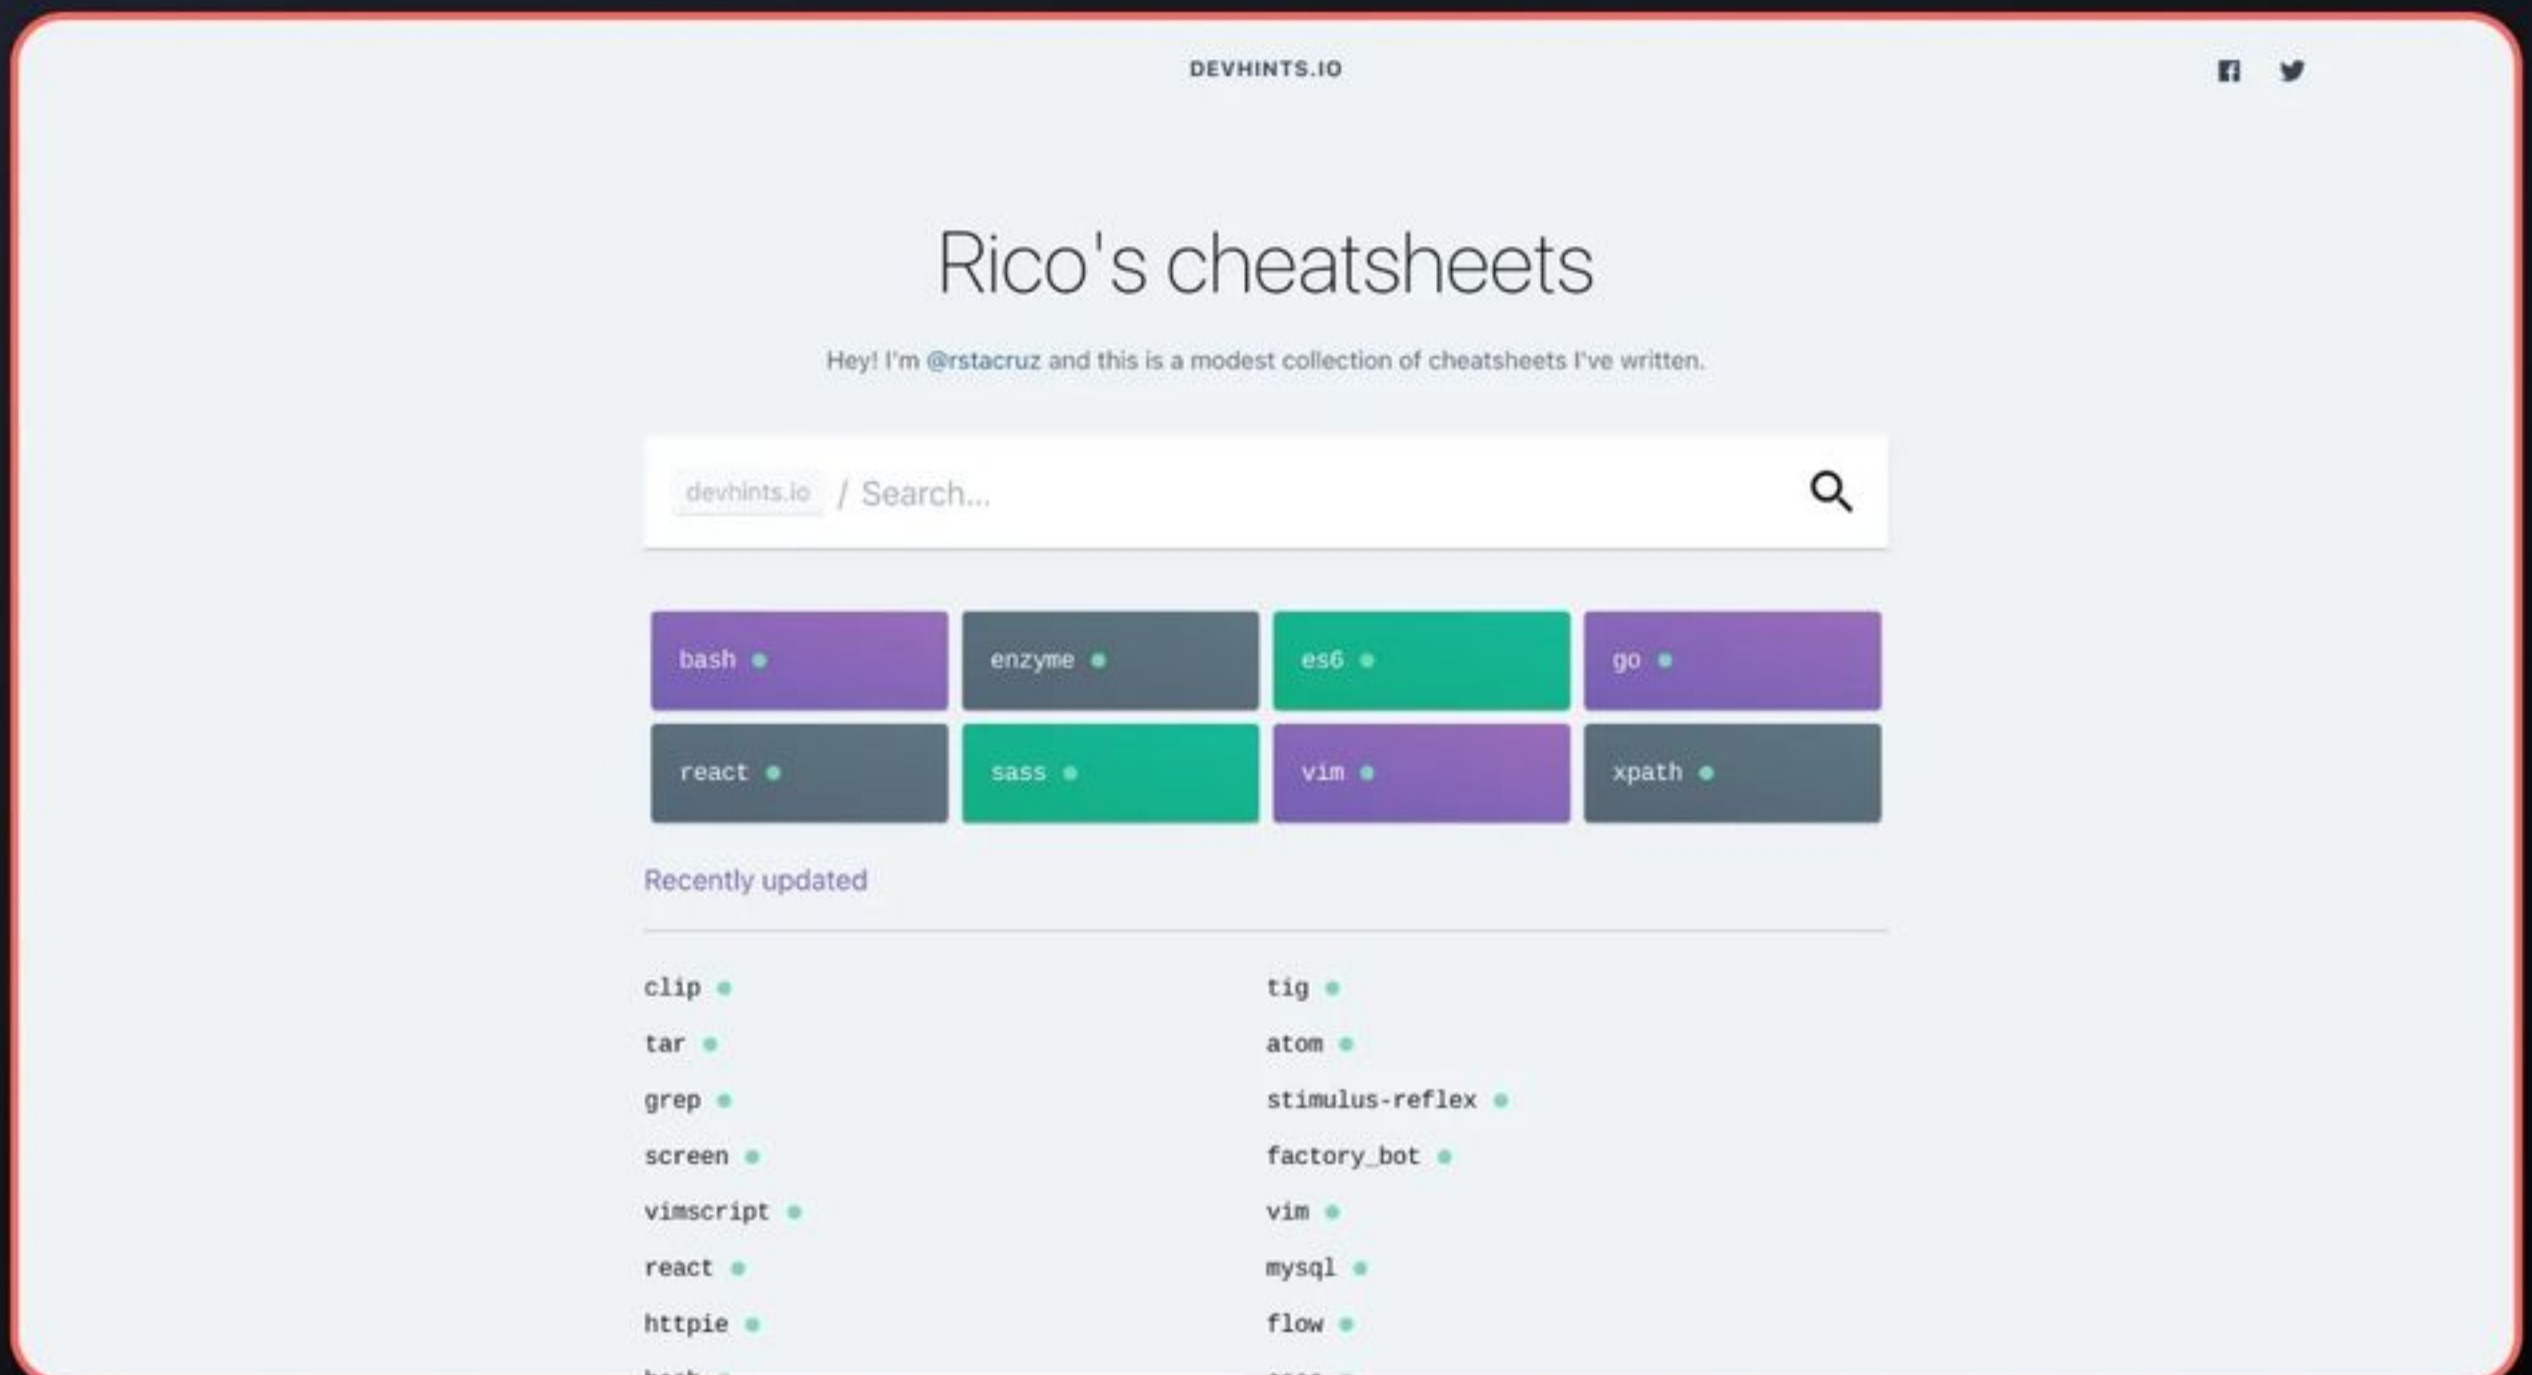 DEVHINTS.IO
Rico's cheatsheets
Hey! I'm @rstacruz and this is a modest collection of cheatsheets I've written.
devhints.io / Search...
bash enzyme es6 go
react sass vim xpath
Recently updated
clip tig
tar atom
grep stimulus-reflex
screen factory_bot
vimscript vim
react mysql
httpie flow